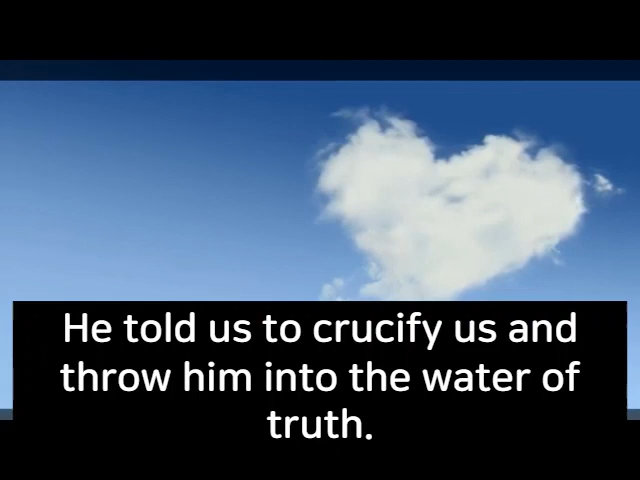 He told us to crucify us and
throw him into the water of
truth.